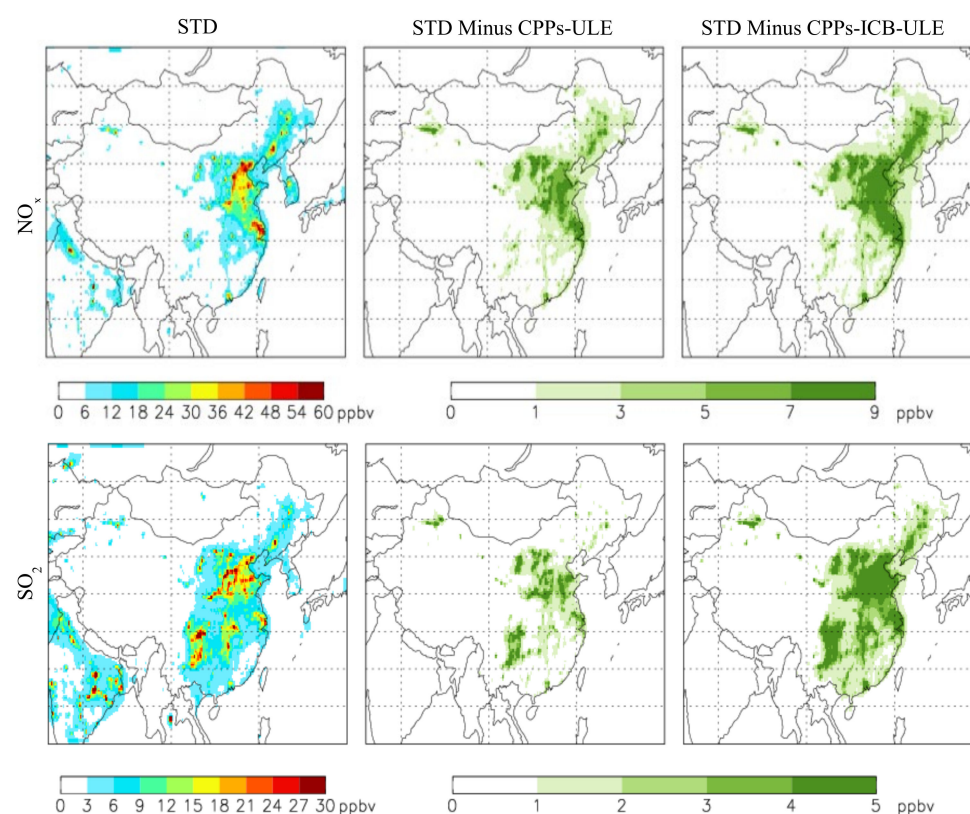 STD STD Minus CPPs-ULE STD Minus CPPs-ICB-ULE
NOx
0 6 12 18 24 30 36 42 48 54 60 ppbv 0 1 3 5 7 9 ppbv
SO2
0 3 6 9 12 15 18 21 24 27 30 ppbv 0 1 2 3 4 5 ppbv